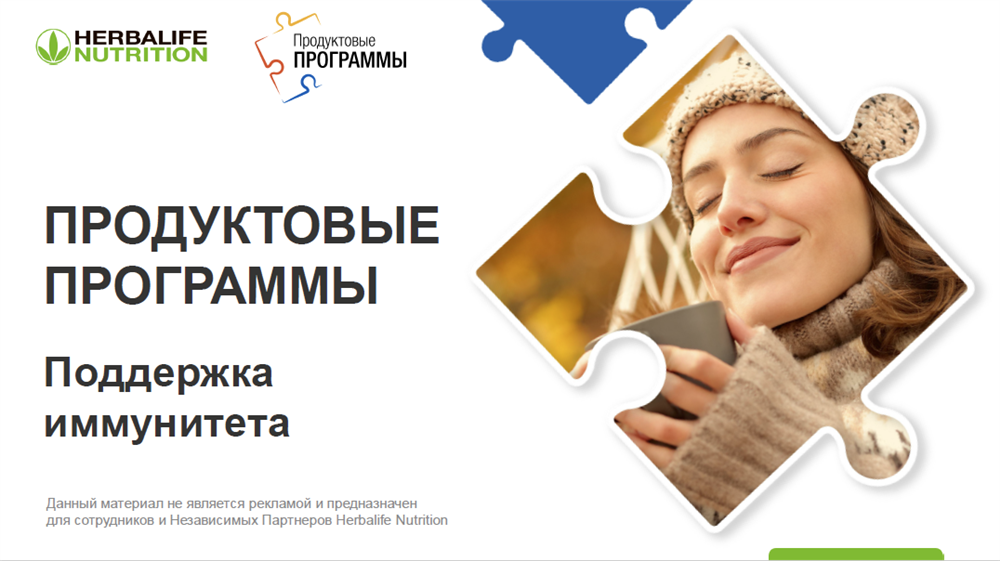 HERBALIFE
NUTRITION
Продуктовые
ПРОГРАММЫ
ПРОДУКТОВЫЕ
ПРОГРАММЫ
Поддержка
иммунитета
Данный материал не является рекламой и предназначен
для сотрудников и Независимых Партнеров Herbalife Nutrition